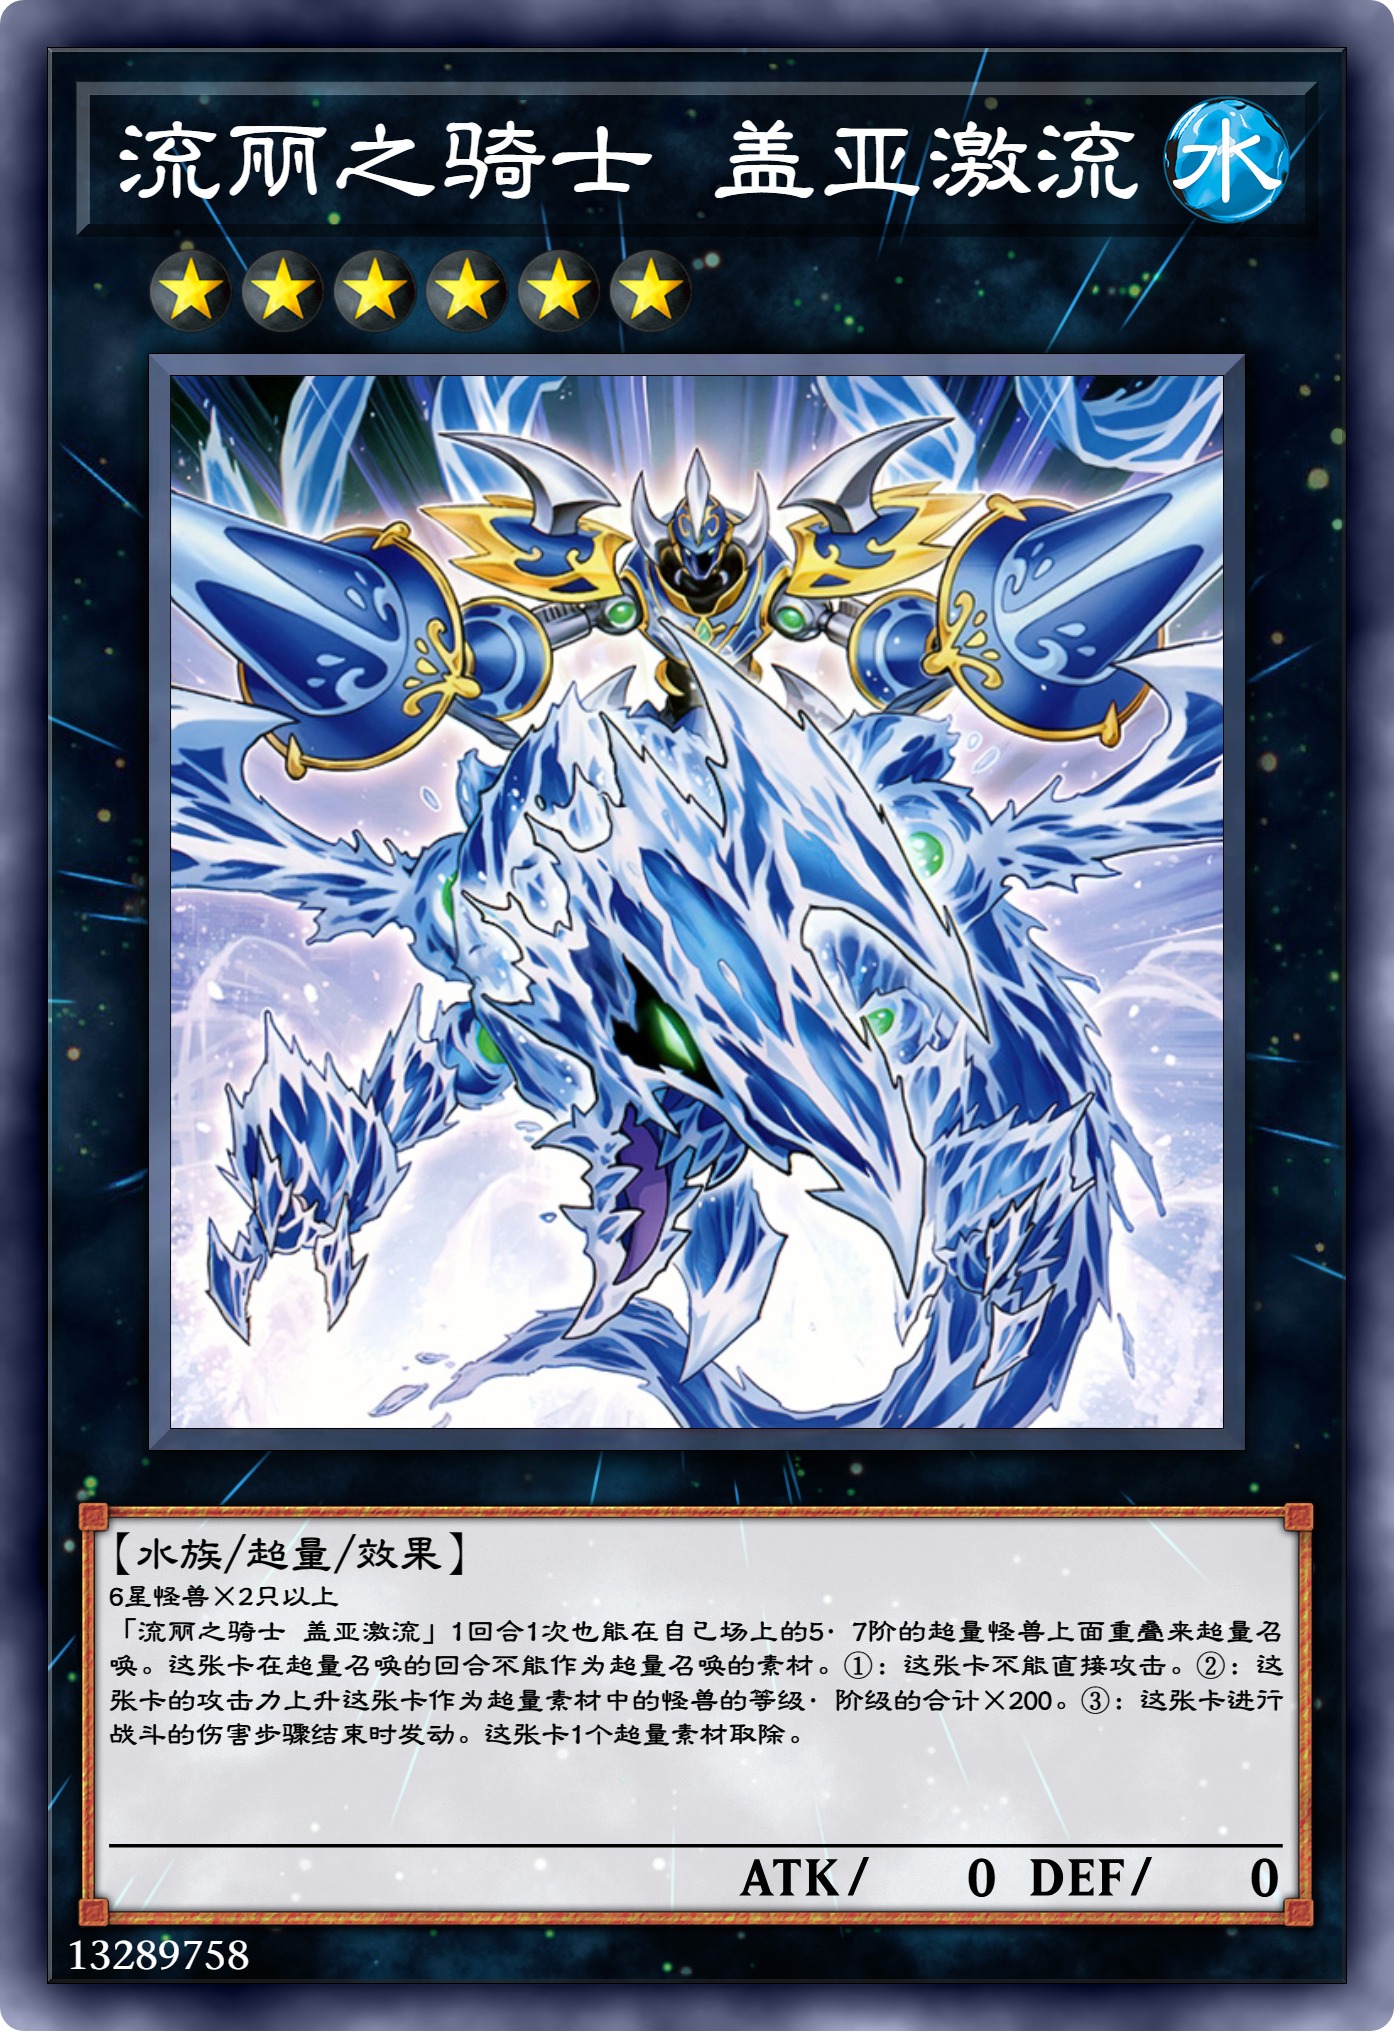 流丽之骑士 盖亚激流 水
【水族/超量/效果】
6星怪兽×2只以上
「流丽之骑士 盖亚激流」1回合1次也能在自己场上的5·7阶的超量怪兽上面重叠来超量召
唤。这张卡在超量召唤的回合不能作为超量召唤的素材。①:这张卡不能直接攻击。②:这
张卡的攻击力上升这张卡作为超量素材中的怪兽的等级·阶级的合计×200。③:这张卡进行
战斗的伤害步骤结束时发动。这张卡1个超量素材取除。
ATK/ 0 DEF/ 0
13289758